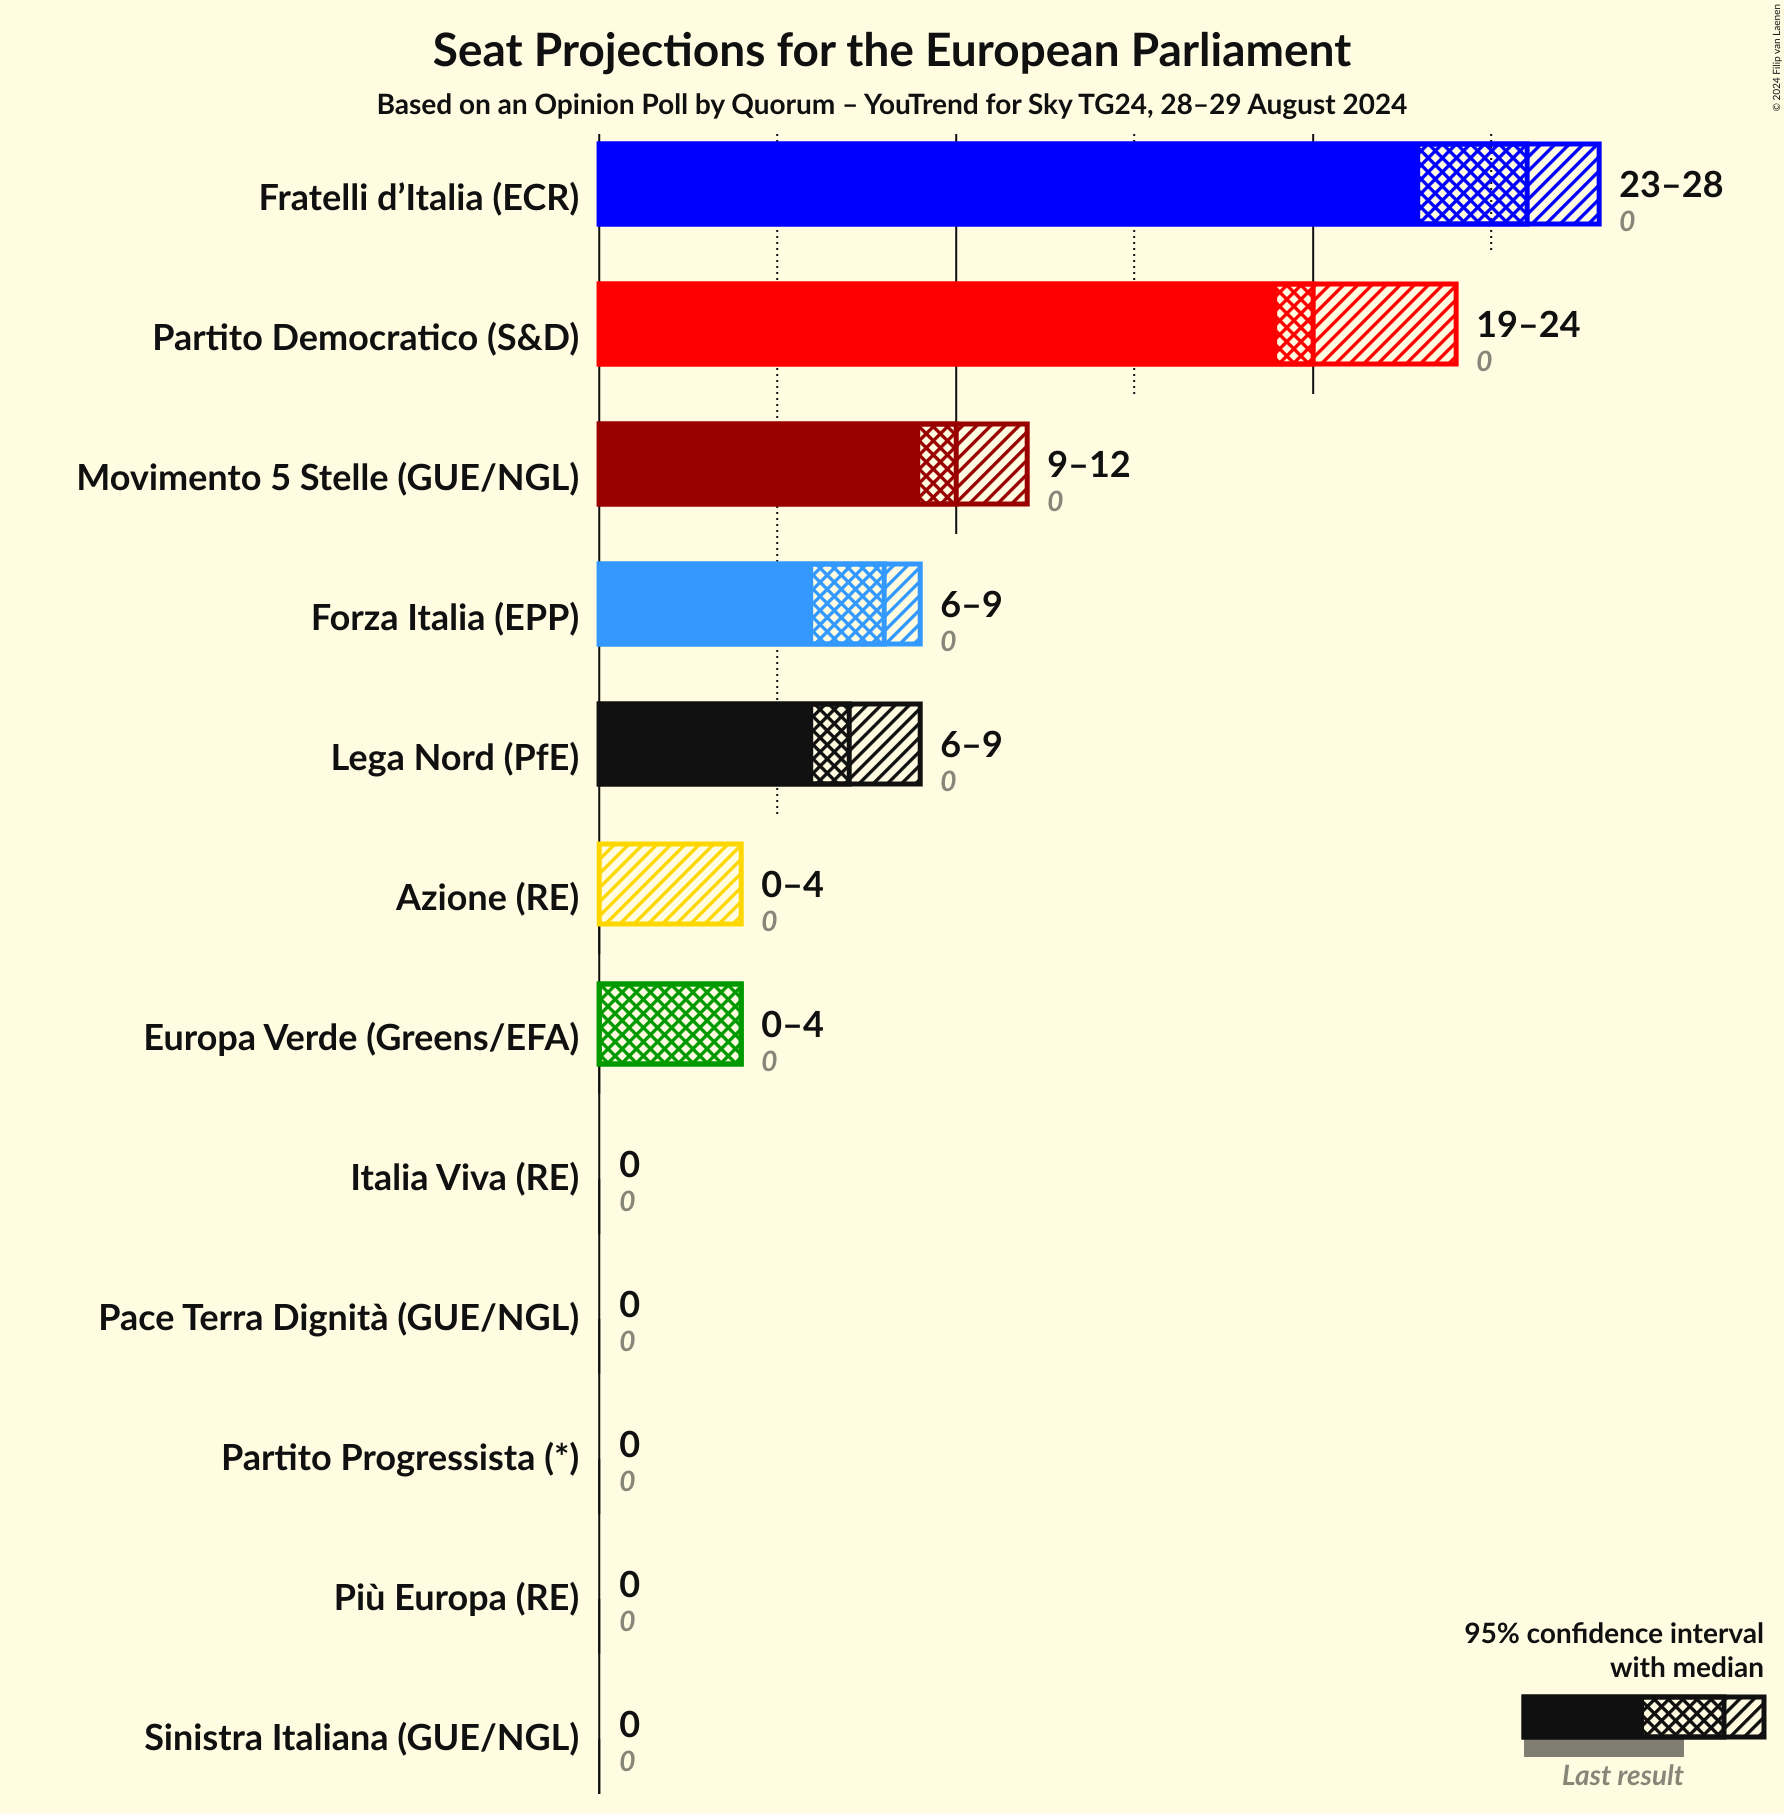 Seat Projections for the European Parliament
Based on an Opinion Poll by Quorum – YouTrend for Sky TG24, 28–29 August 2024
© 2024 Filip van Laenen
Fratelli d’Italia (ECR)
23–28
0
Partito Democratico (S&D)
19–24
0
Movimento 5 Stelle (GUE/NGL)
9–12
0
Forza Italia (EPP)
6–9
0
Lega Nord (PfE)
6–9
0
Azione (RE)
0–4
0
Europa Verde (Greens/EFA)
0–4
0
Italia Viva (RE)
0
0
Pace Terra Dignità (GUE/NGL)
0
0
Partito Progressista (*)
0
0
Più Europa (RE)
0
0
Sinistra Italiana (GUE/NGL)
0
0
95% confidence interval
with median
Last result